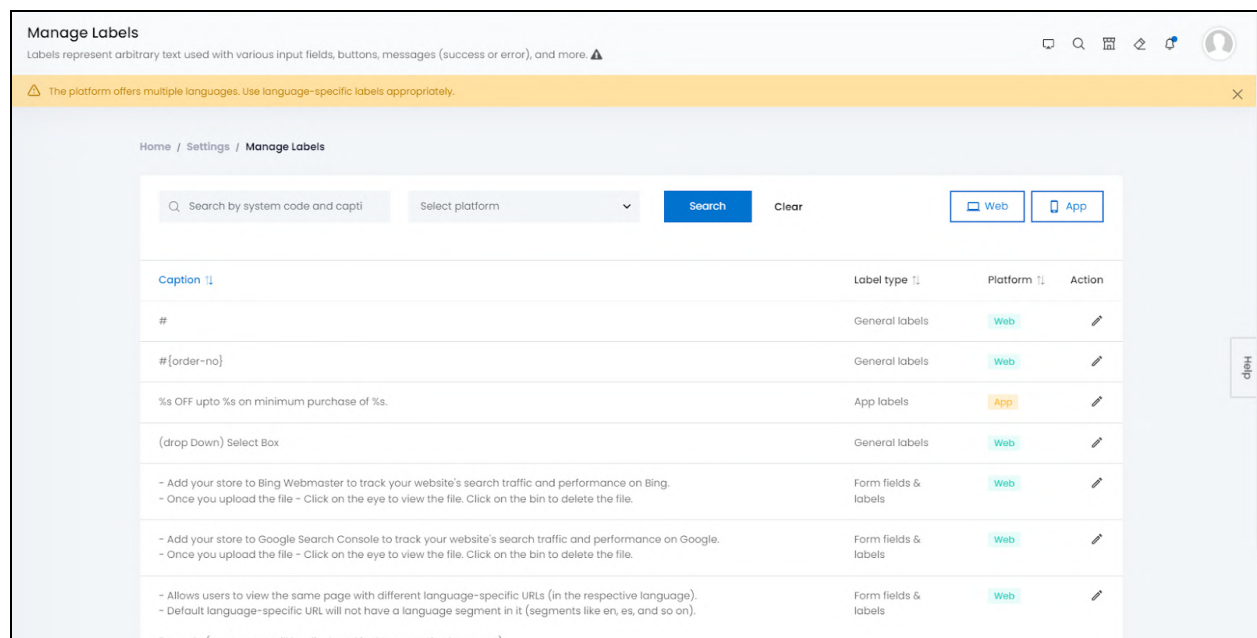 Manage Labels
Labels represent arbitrary text used with various input fields, buttons, messages (success or error), and more.
The platform offers multiple languages. Use language-specific labels appropriately.
Home / Settings / Manage Labels
Search by system code and capti
Select platform
Search
Clear
Web
App
Caption
Label type
Platform
Action
#
General labels
Web
#{order-no}
General labels
Web
%s OFF upto %s on minimum purchase of %s.
App labels
App
(drop Down) Select Box
General labels
Web
- Add your store to Bing Webmaster to track your website's search traffic and performance on Bing.
- Once you upload the file - Click on the eye to view the file. Click on the bin to delete the file.
Form fields &
labels
Web
- Add your store to Google Search Console to track your website's search traffic and performance on Google.
- Once you upload the file - Click on the eye to view the file. Click on the bin to delete the file.
Form fields &
labels
Web
- Allows users to view the same page with different language-specific URLs (in the respective language).
- Default language-specific URL will not have a language segment in it (segments like en, es, and so on).
Form fields &
labels
Web
Help